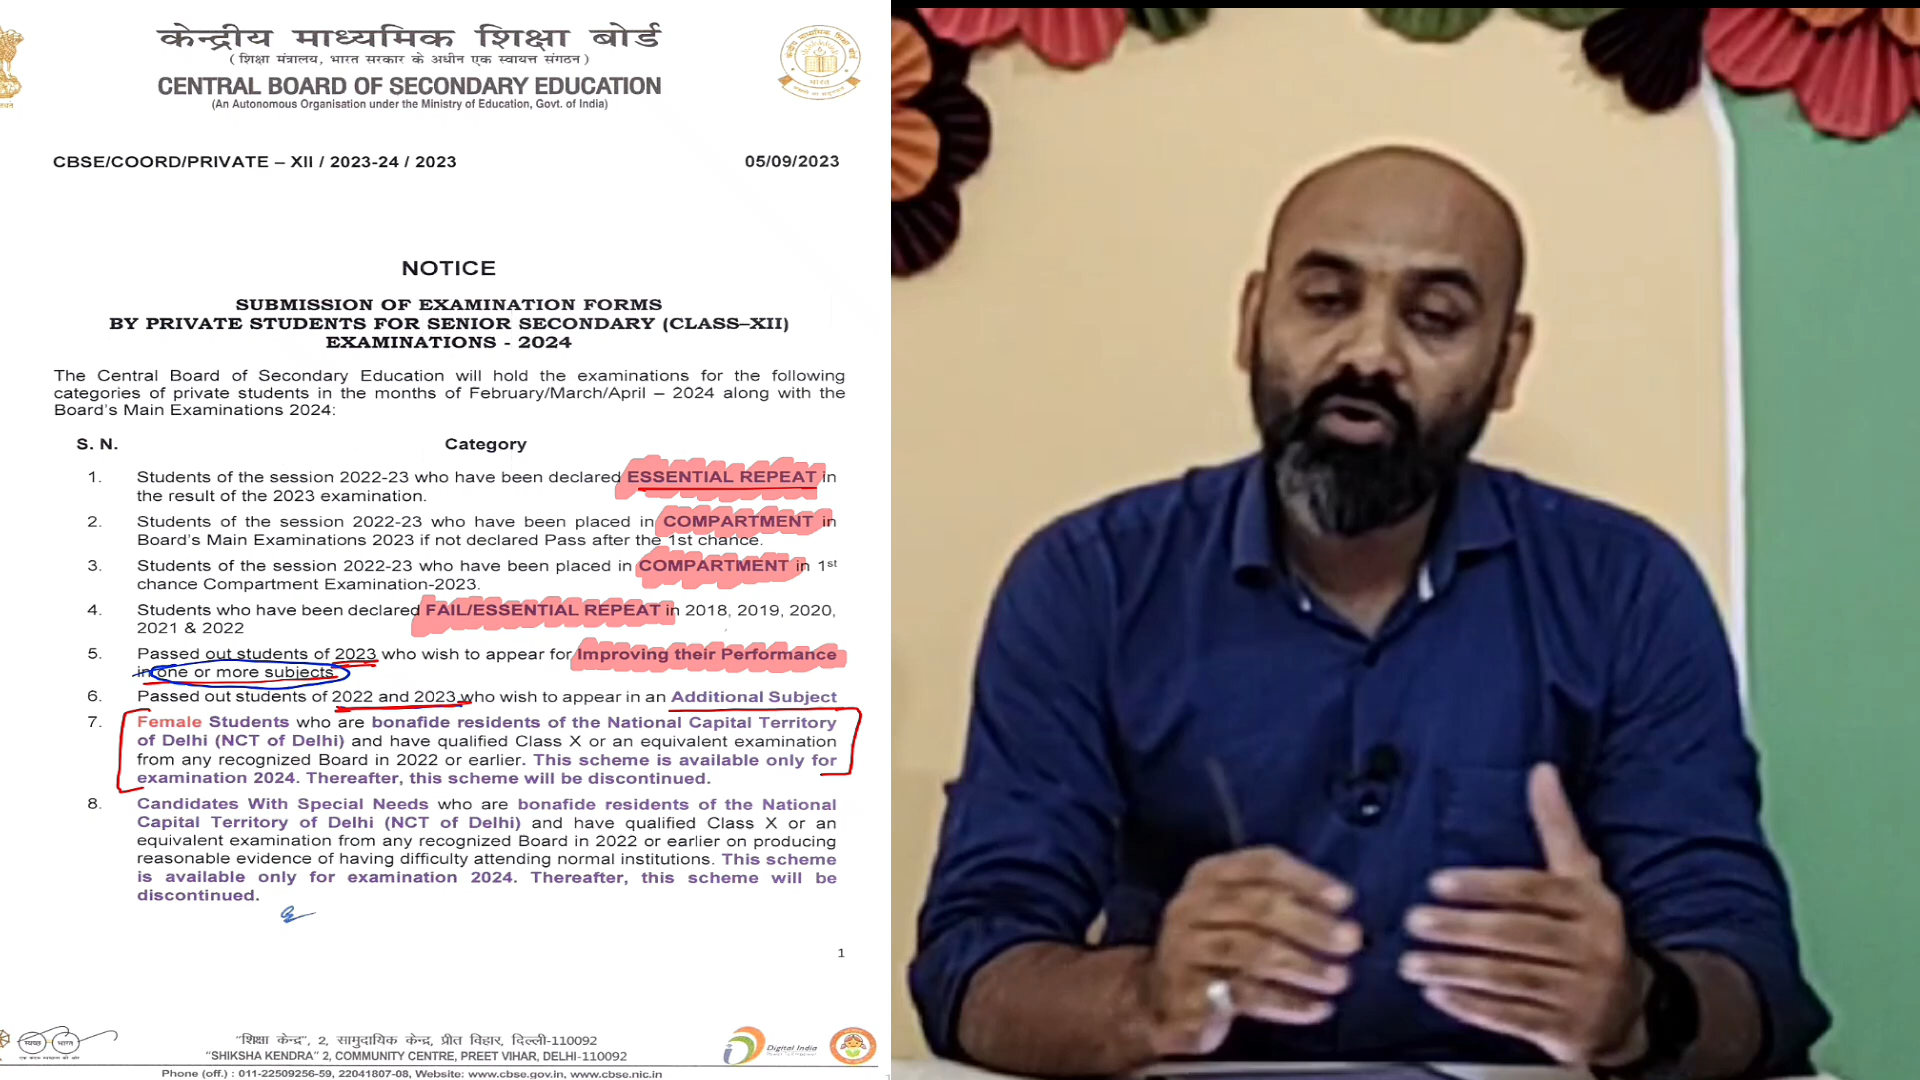 केन्द्रीय माध्यमिक शिक्षा बोर्ड
(शिक्षा मंत्रालय, भारत सरकार के अधीन एक स्वायत्त संगठन)
CENTRAL BOARD OF SECONDARY EDUCATION
(An Autonomous Organisation under the Ministry of Education, Govt. of India)
CBSE/COORD/PRIVATE – XII / 2023-24 / 2023 05/09/2023
NOTICE
SUBMISSION OF EXAMINATION FORMS
BY PRIVATE STUDENTS FOR SENIOR SECONDARY (CLASS–XII)
EXAMINATIONS - 2024
The Central Board of Secondary Education will hold the examinations for the following
categories of private students in the months of February/March/April – 2024 along with the
Board's Main Examinations 2024:
S. N. Category
1. Students of the session 2022-23 who have been declared ESSENTIAL REPEAT in
the result of the 2023 examination.
2. Students of the session 2022-23 who have been placed in COMPARTMENT in
Board's Main Examinations 2023 if not declared Pass after the 1st chance.
3. Students of the session 2022-23 who have been placed in COMPARTMENT in 1st
chance Compartment Examination-2023.
4. Students who have been declared FAIL/ESSENTIAL REPEAT in 2018, 2019, 2020,
2021 & 2022
5. Passed out students of 2023 who wish to appear for Improving their Performance
in one or more subjects.
6. Passed out students of 2022 and 2023 who wish to appear in an Additional Subject
7. Female Students who are bonafide residents of the National Capital Territory
of Delhi (NCT of Delhi) and have qualified Class X or an equivalent examination
from any recognized Board in 2022 or earlier. This scheme is available only for
examination 2024. Thereafter, this scheme will be discontinued.
8. Candidates With Special Needs who are bonafide residents of the National
Capital Territory of Delhi (NCT of Delhi) and have qualified Class X or an
equivalent examination from any recognized Board in 2022 or earlier on producing
reasonable evidence of having difficulty attending normal institutions. This scheme
is available only for examination 2024. Thereafter, this scheme will be
discontinued.
1
स्वच्छ भारत
"शिक्षा केन्द्र", 2, सामुदायिक केन्द्र, प्रीत विहार, दिल्ली-110092
"SHIKSHA KENDRA" 2, COMMUNITY CENTRE, PREET VIHAR, DELHI-110092
Digital India
Phone (off.) : 011-22509256-59, 22041807-08, Website: www.cbse.gov.in, www.cbse.nic.in